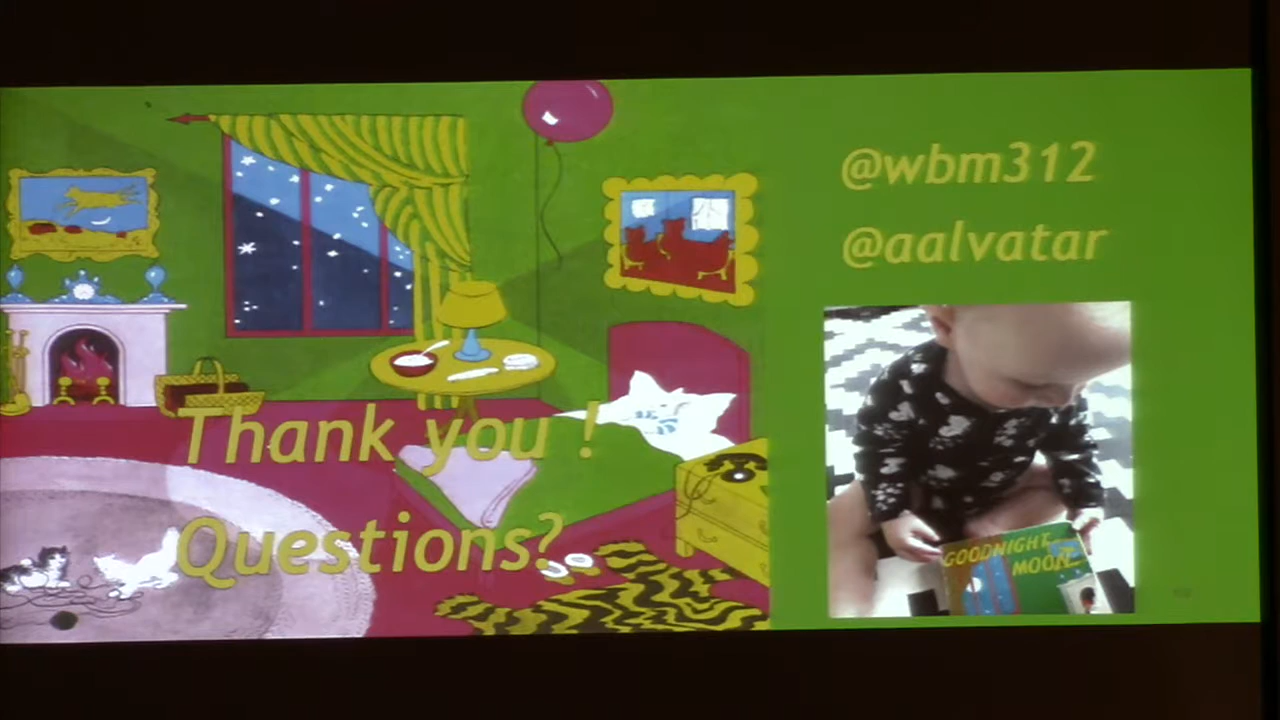 @wbm312
@aalvatar
Thank you !
Questions?
GOODNIGHT
MOON